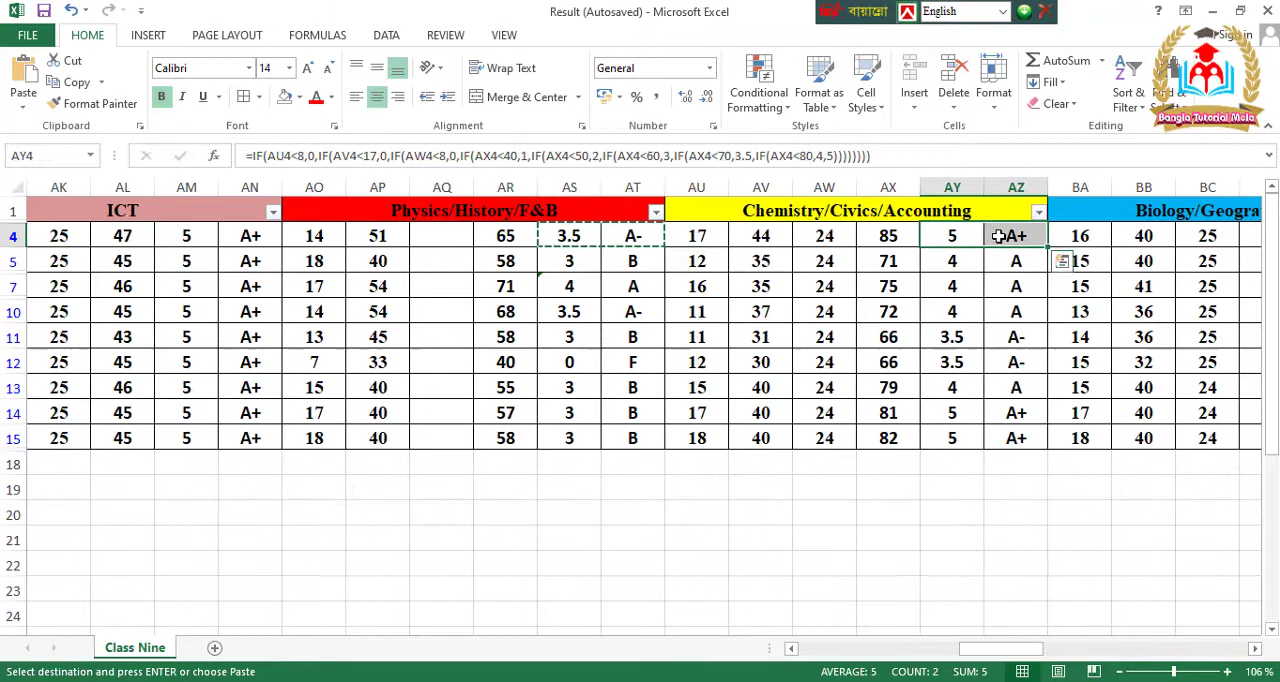 Result (Autosaved) - Microsoft Excel
বায়ান্নো
English
?
FILE HOME INSERT PAGE LAYOUT FORMULAS DATA REVIEW VIEW
Sign in
Paste
Cut
Copy
Format Painter
Clipboard
Calibri 14
B I U
Font
Wrap Text
Merge & Center
Alignment
General
% ,
Number
Conditional Formatting
Format as Table
Cell Styles
Styles
Insert Delete Format
Cells
AutoSum
Fill
Clear
Sort & Filter
Editing
Bangla Tutorial Mela
AY4 fx =IF(AU4<8,0,IF(AV4<17,0,IF(AW4<8,0,IF(AX4<40,1,IF(AX4<50,2,IF(AX4<60,3,IF(AX4<70,3.5,IF(AX4<80,4,5))))))))
AK AL AM AN AO AP AQ AR AS AT AU AV AW AX AY AZ BA BB BC
1 ICT Physics/History/F&B Chemistry/Civics/Accounting Biology/Geogra
4 25 47 5 A+ 14 51 65 3.5 A- 17 44 24 85 5 A+ 16 40 25
5 25 45 5 A+ 18 40 58 3 B 12 35 24 71 4 A 15 40 25
7 25 46 5 A+ 17 54 71 4 A 16 35 24 75 4 A 15 41 25
10 25 45 5 A+ 14 54 68 3.5 A- 11 37 24 72 4 A 13 36 25
11 25 43 5 A+ 13 45 58 3 B 11 31 24 66 3.5 A- 14 36 25
12 25 45 5 A+ 7 33 40 0 F 12 30 24 66 3.5 A- 15 32 25
13 25 46 5 A+ 15 40 55 3 B 15 40 24 79 4 A 15 40 24
14 25 45 5 A+ 17 40 57 3 B 17 40 24 81 5 A+ 17 40 24
15 25 45 5 A+ 18 40 58 3 B 18 40 24 82 5 A+ 18 40 24
18
19
20
21
22
23
24
Class Nine
Select destination and press ENTER or choose Paste AVERAGE: 5 COUNT: 2 SUM: 5 106 %